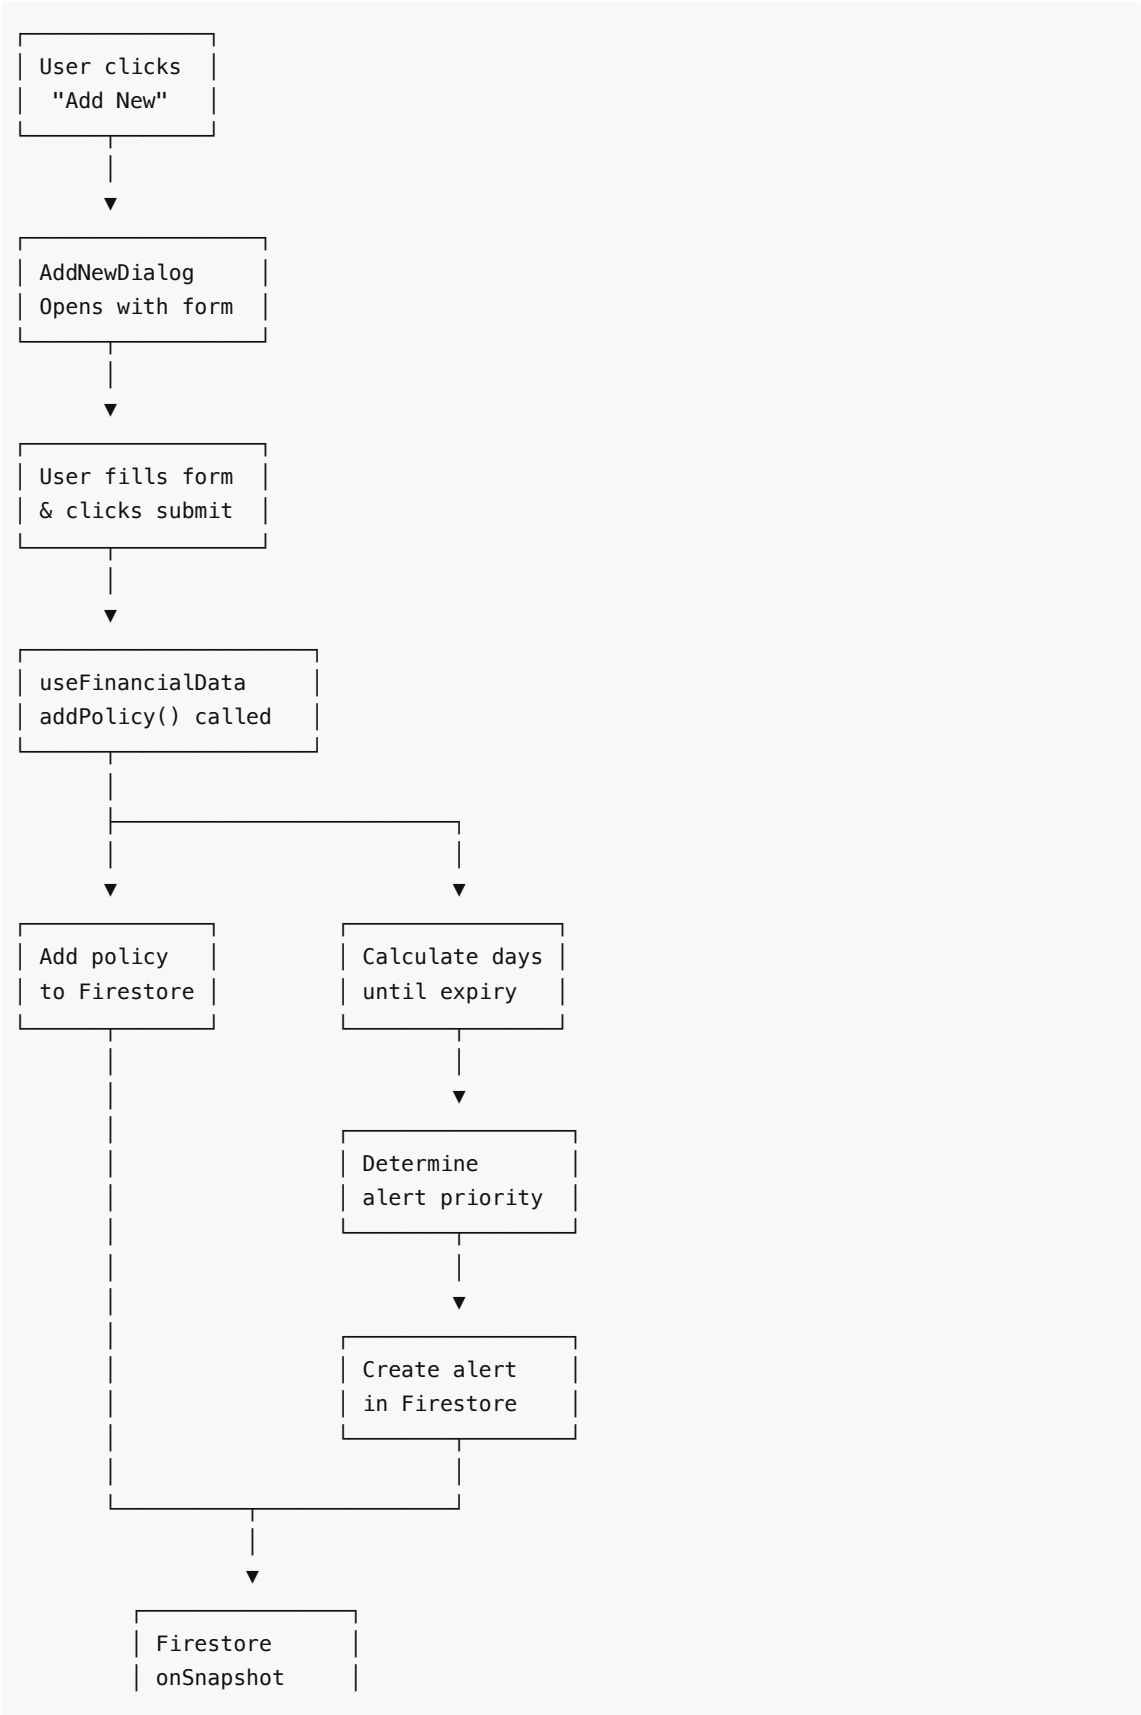 User clicks
"Add New"
AddNewDialog
Opens with form
User fills form
& clicks submit
useFinancialData
addPolicy() called
Add policy
to Firestore
Calculate days
until expiry
Determine
alert priority
Create alert
in Firestore
Firestore
onSnapshot